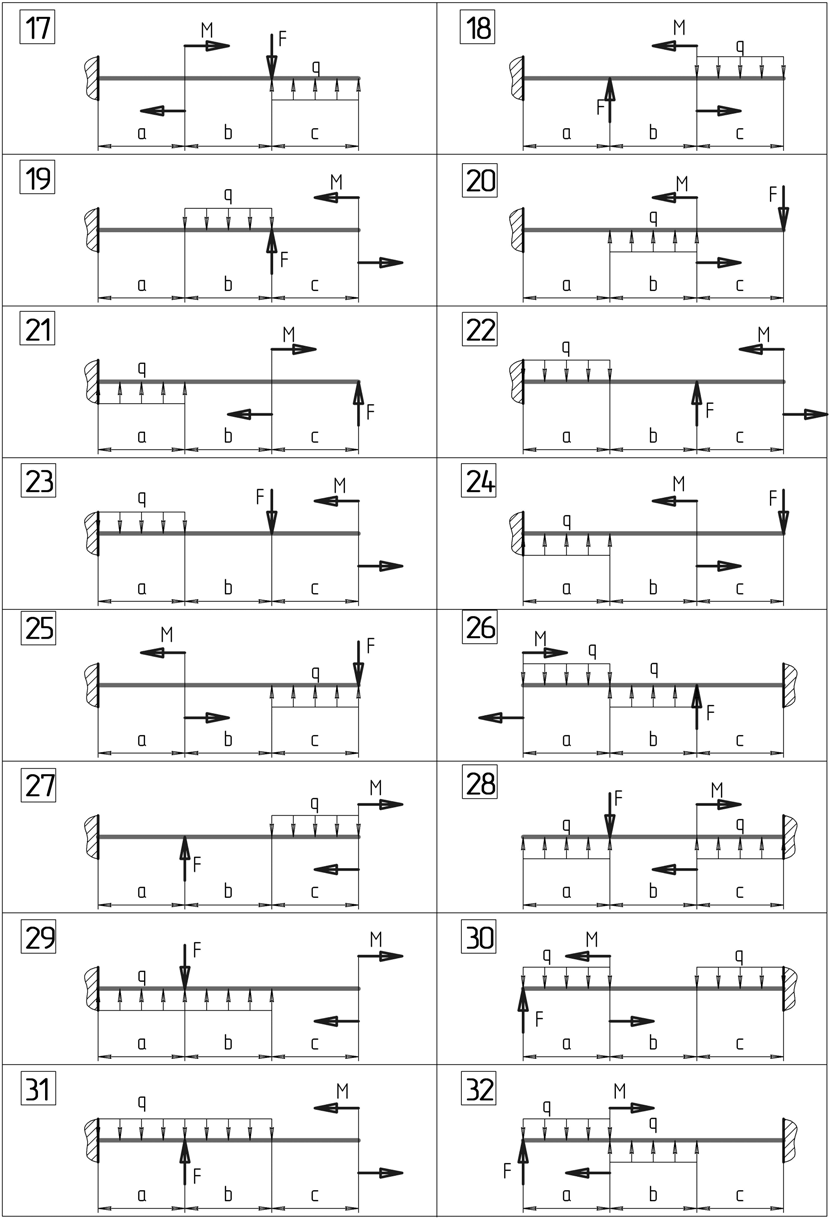 17 M F q a b c
18 M q F a b c
19 M q F a b c
20 M F q a b c
21 M q F a b c
22 M q F a b c
23 q F M a b c
24 M F q a b c
25 M F q a b c
26 M q q F a b c
27 M q F a b c
28 F M q q a b c
29 F M q a b c
30 M q q F a b c
31 q M F a b c
32 M q q F a b c